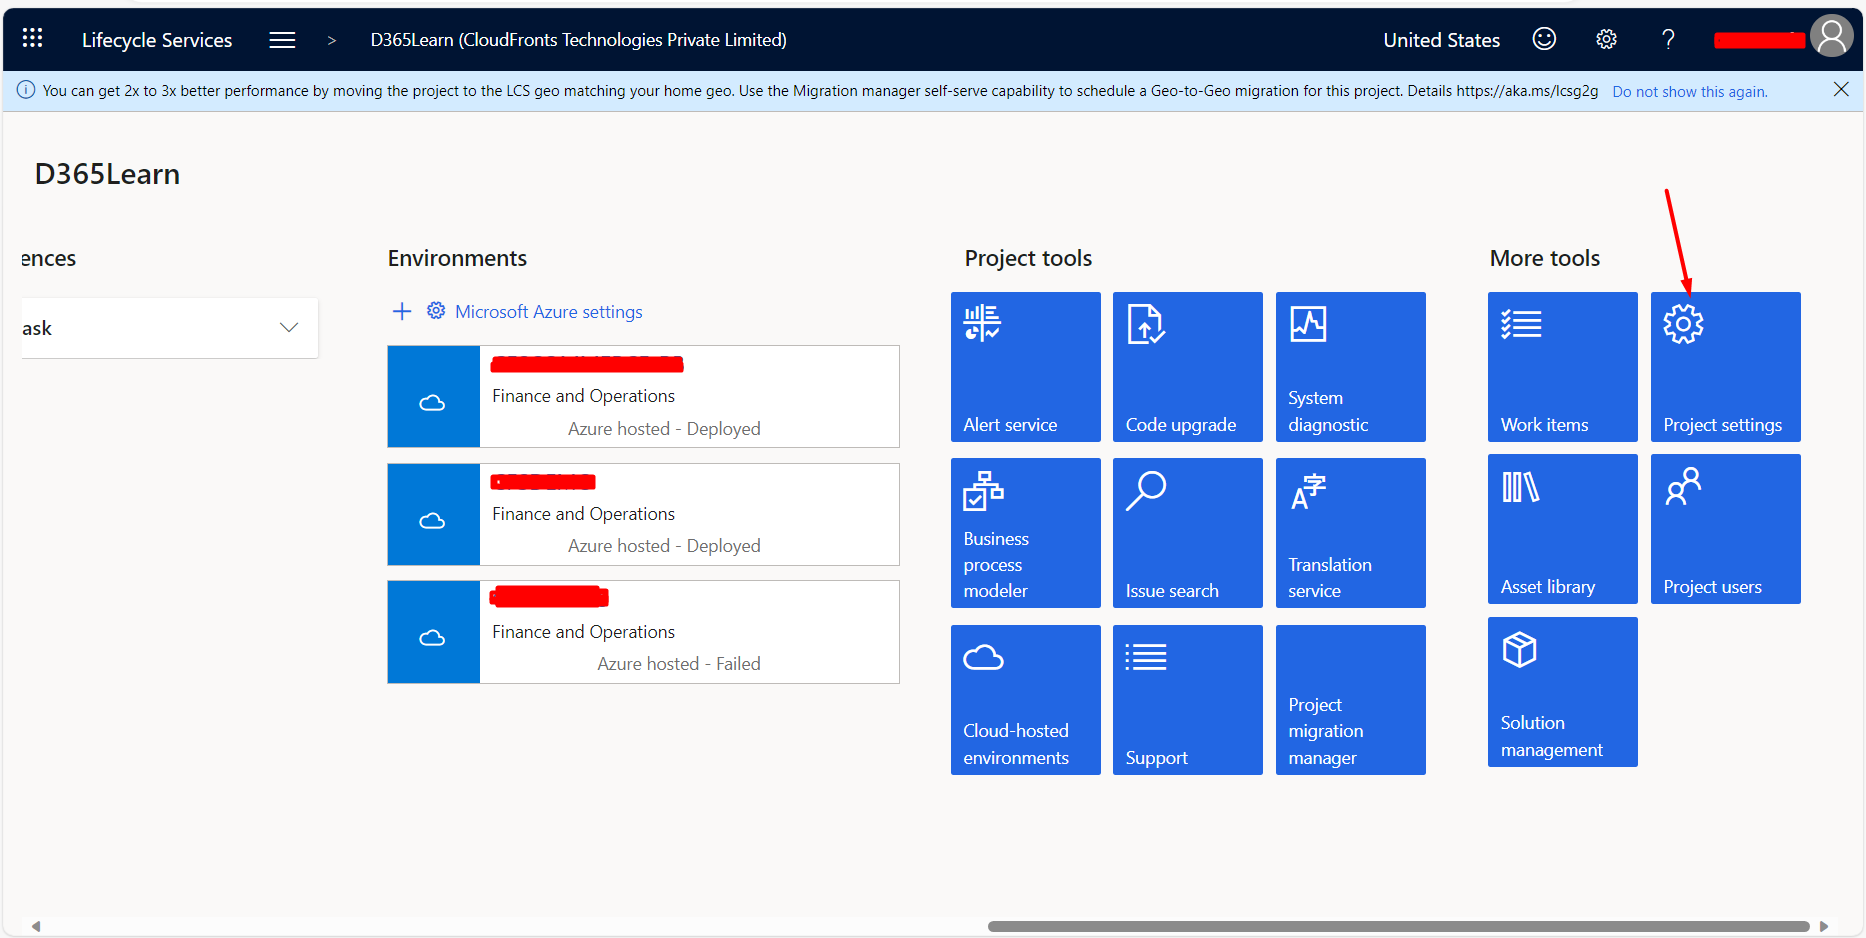 Lifecycle Services > D365Learn (CloudFronts Technologies Private Limited) United States ?
You can get 2x to 3x better performance by moving the project to the LCS geo matching your home geo. Use the Migration manager self-serve capability to schedule a Geo-to-Geo migration for this project. Details https://aka.ms/lcsg2g Do not show this again.
D365Learn
ences
ask
Environments
Microsoft Azure settings
Finance and Operations
Azure hosted - Deployed
Finance and Operations
Azure hosted - Deployed
Finance and Operations
Azure hosted - Failed
Project tools
Alert service
Code upgrade
System
diagnostic
Business
process
modeler
Issue search
Translation
service
Cloud-hosted
environments
Support
Project
migration
manager
More tools
Work items
Project settings
Asset library
Project users
Solution
management